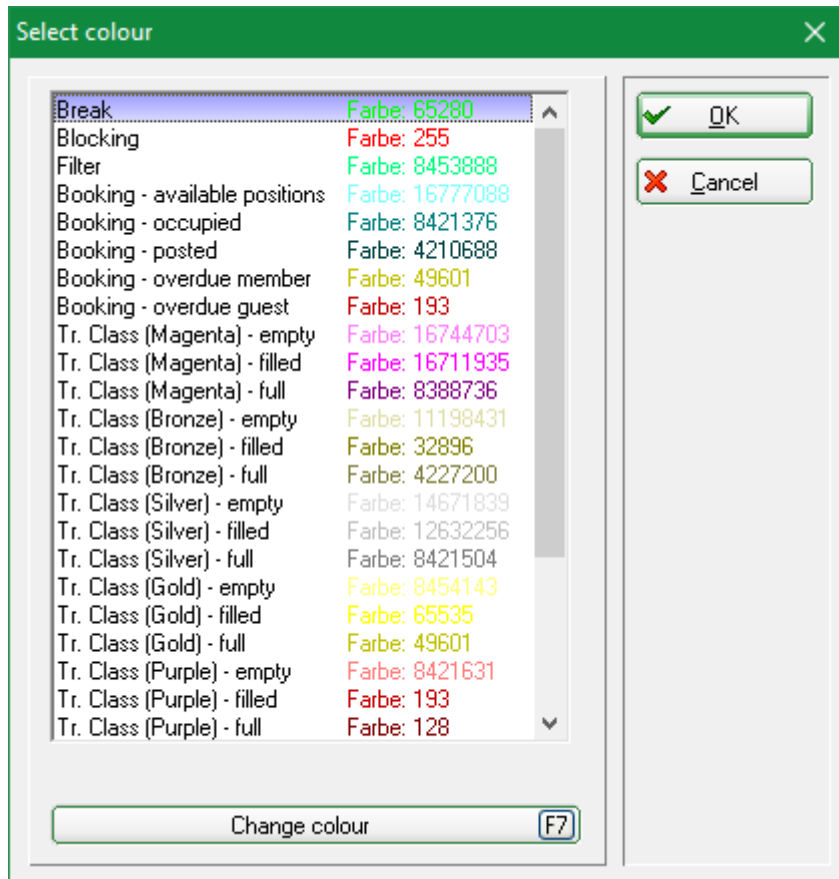 Select colour
Break Farbe: 65280
Blocking Farbe: 255
Filter Farbe: 8453888
Booking - available positions Farbe: 16777088
Booking - occupied Farbe: 8421376
Booking - posted Farbe: 4210688
Booking - overdue member Farbe: 49601
Booking - overdue guest Farbe: 193
Tr. Class (Magenta) - empty Farbe: 16744703
Tr. Class (Magenta) - filled Farbe: 16711935
Tr. Class (Magenta) - full Farbe: 8388736
Tr. Class (Bronze) - empty Farbe: 11198431
Tr. Class (Bronze) - filled Farbe: 32896
Tr. Class (Bronze) - full Farbe: 4227200
Tr. Class (Silver) - empty Farbe: 14671839
Tr. Class (Silver) - filled Farbe: 12632256
Tr. Class (Silver) - full Farbe: 8421504
Tr. Class (Gold) - empty Farbe: 8454143
Tr. Class (Gold) - filled Farbe: 65535
Tr. Class (Gold) - full Farbe: 49601
Tr. Class (Purple) - empty Farbe: 8421631
Tr. Class (Purple) - filled Farbe: 193
Tr. Class (Purple) - full Farbe: 128
Change colour F7
OK
Cancel